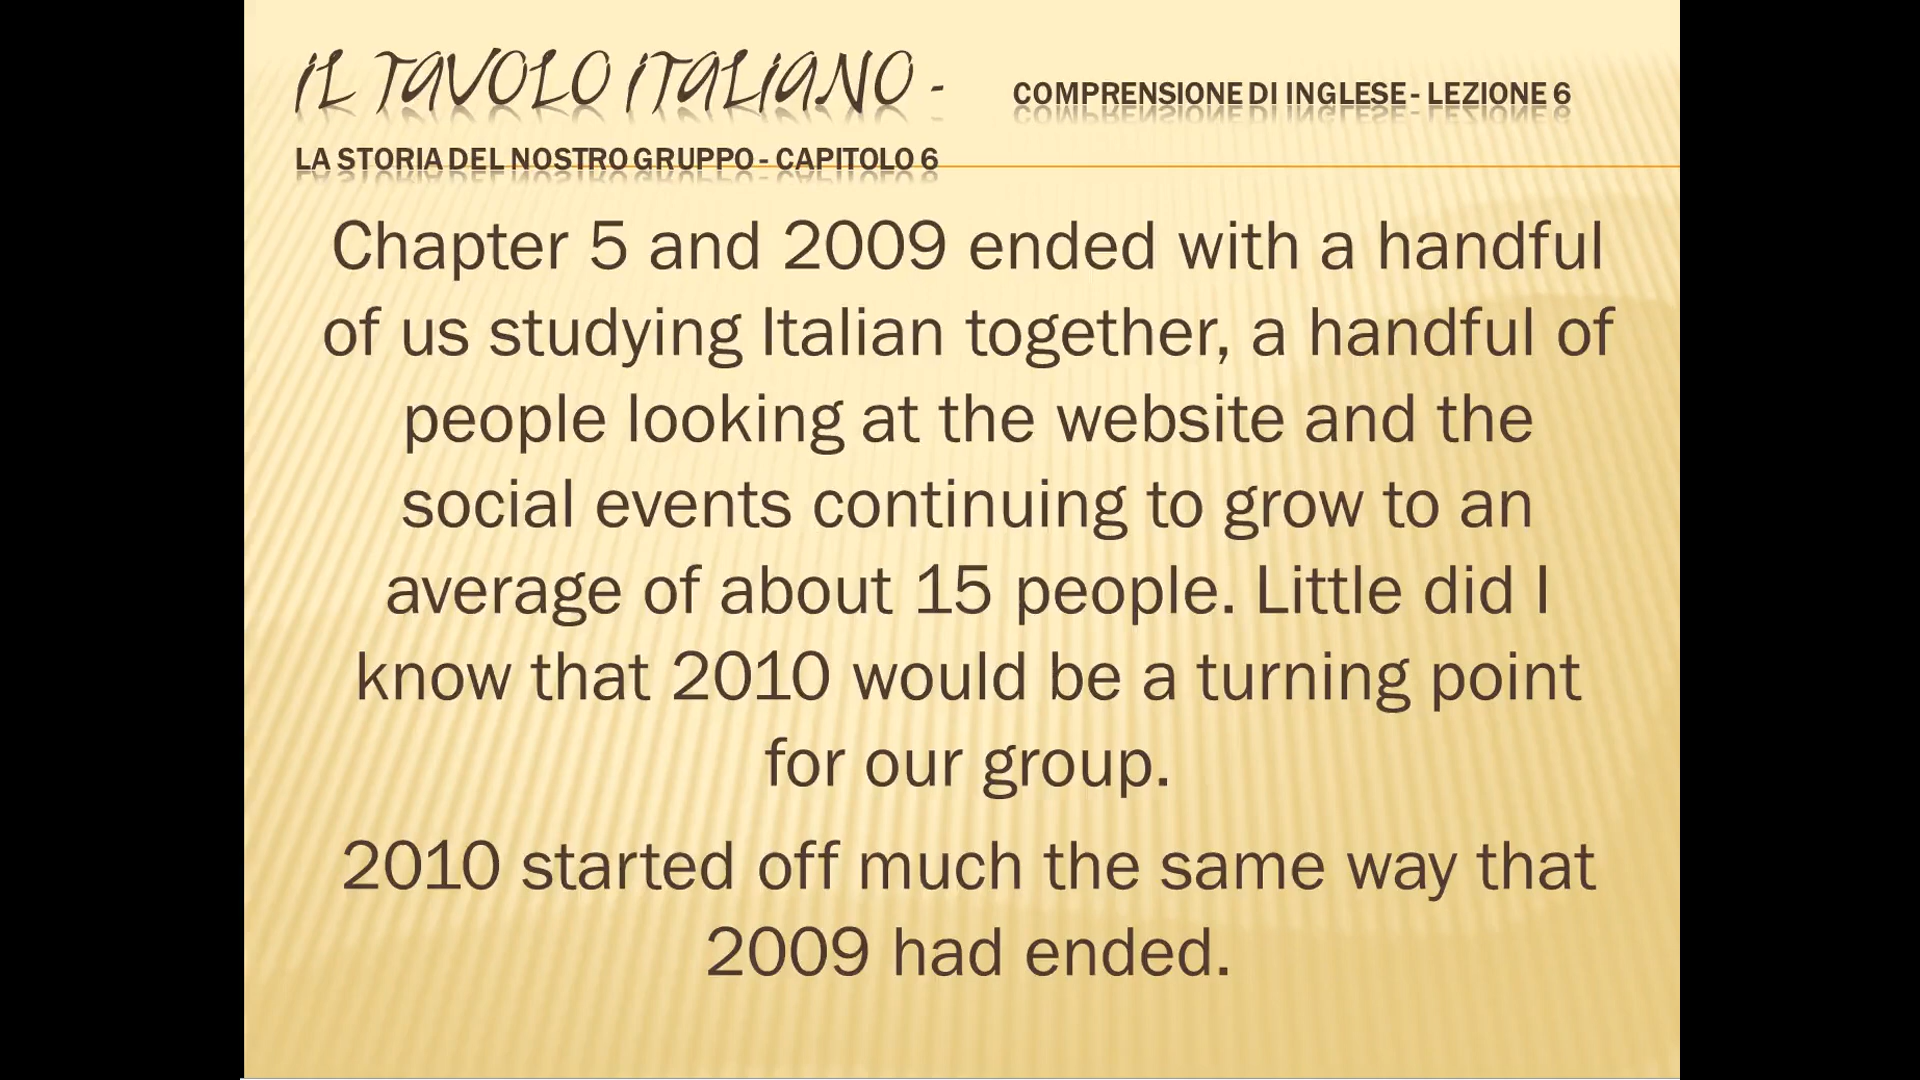 IL TAVOLO ITALIANO - COMPRENSIONE DI INGLESE - LEZIONE 6
LA STORIA DEL NOSTRO GRUPPO - CAPITOLO 6
Chapter 5 and 2009 ended with a handful
of us studying Italian together, a handful of
people looking at the website and the
social events continuing to grow to an
average of about 15 people. Little did I
know that 2010 would be a turning point
for our group.
2010 started off much the same way that
2009 had ended.